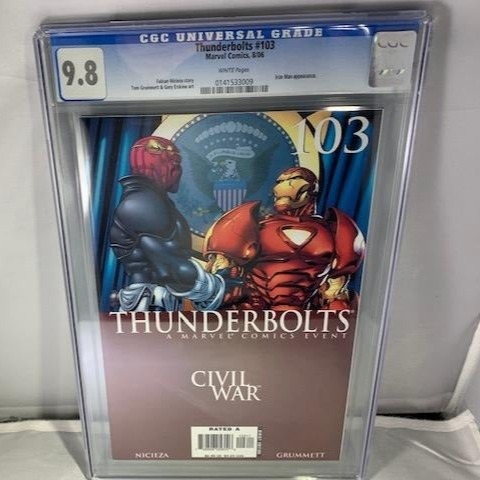 CGC UNIVERSAL GRADE
9.8
Thunderbolts #103
Marvel Comics, 8/06
WHITE Pages
Fabian Nicieza story
Tom Grummett & Gary Erskine art
Iron Man appearance.
0141533009
CGC
103
THUNDERBOLTS
A MARVEL COMICS EVENT
CIVIL
WAR
RATED A
NICIEZA
GRUMMETT